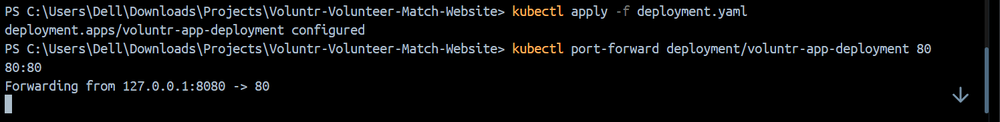 PS C:\Users\Dell\Downloads\Projects\Voluntr-Volunteer-Match-Website> kubectl apply -f deployment.yaml
deployment.apps/voluntr-app-deployment configured
PS C:\Users\Dell\Downloads\Projects\Voluntr-Volunteer-Match-Website> kubectl port-forward deployment/voluntr-app-deployment 80
80:80
Forwarding from 127.0.0.1:8080 -> 80